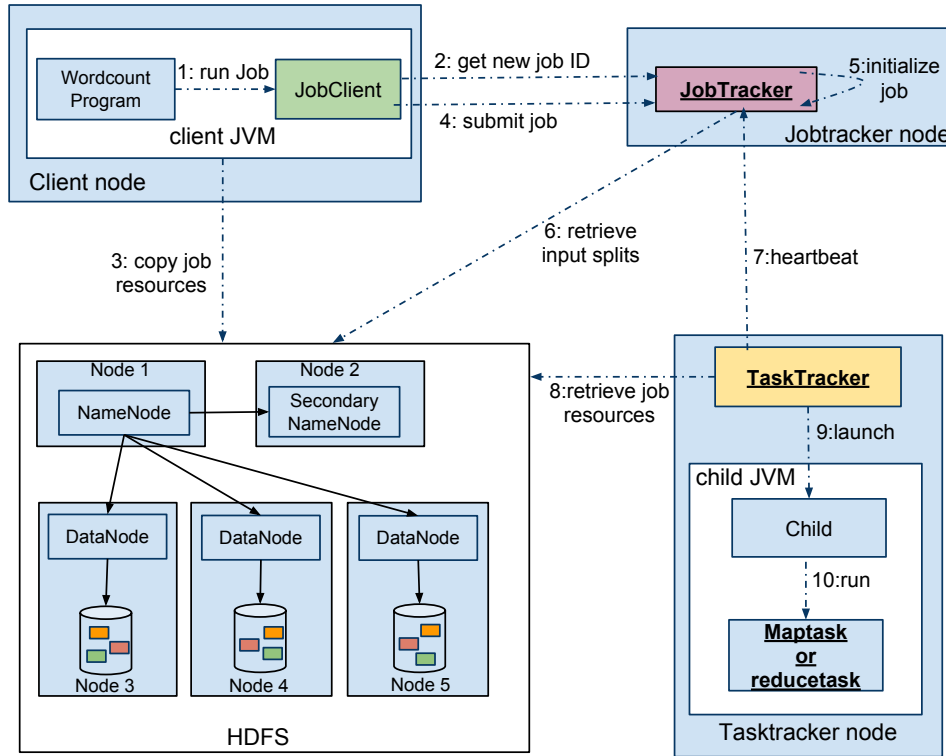 Wordcount
Program
1: run Job
JobClient
client JVM
Client node
2: get new job ID
4: submit job
JobTracker
5:initialize
job
Jobtracker node
3: copy job
resources
6: retrieve
input splits
7:heartbeat
Node 1
NameNode
Node 2
Secondary
NameNode
8:retrieve job
resources
TaskTracker
9:launch
child JVM
Child
10:run
Maptask
or
reducetask
Tasktracker node
DataNode
Node 3
DataNode
Node 4
DataNode
Node 5
HDFS